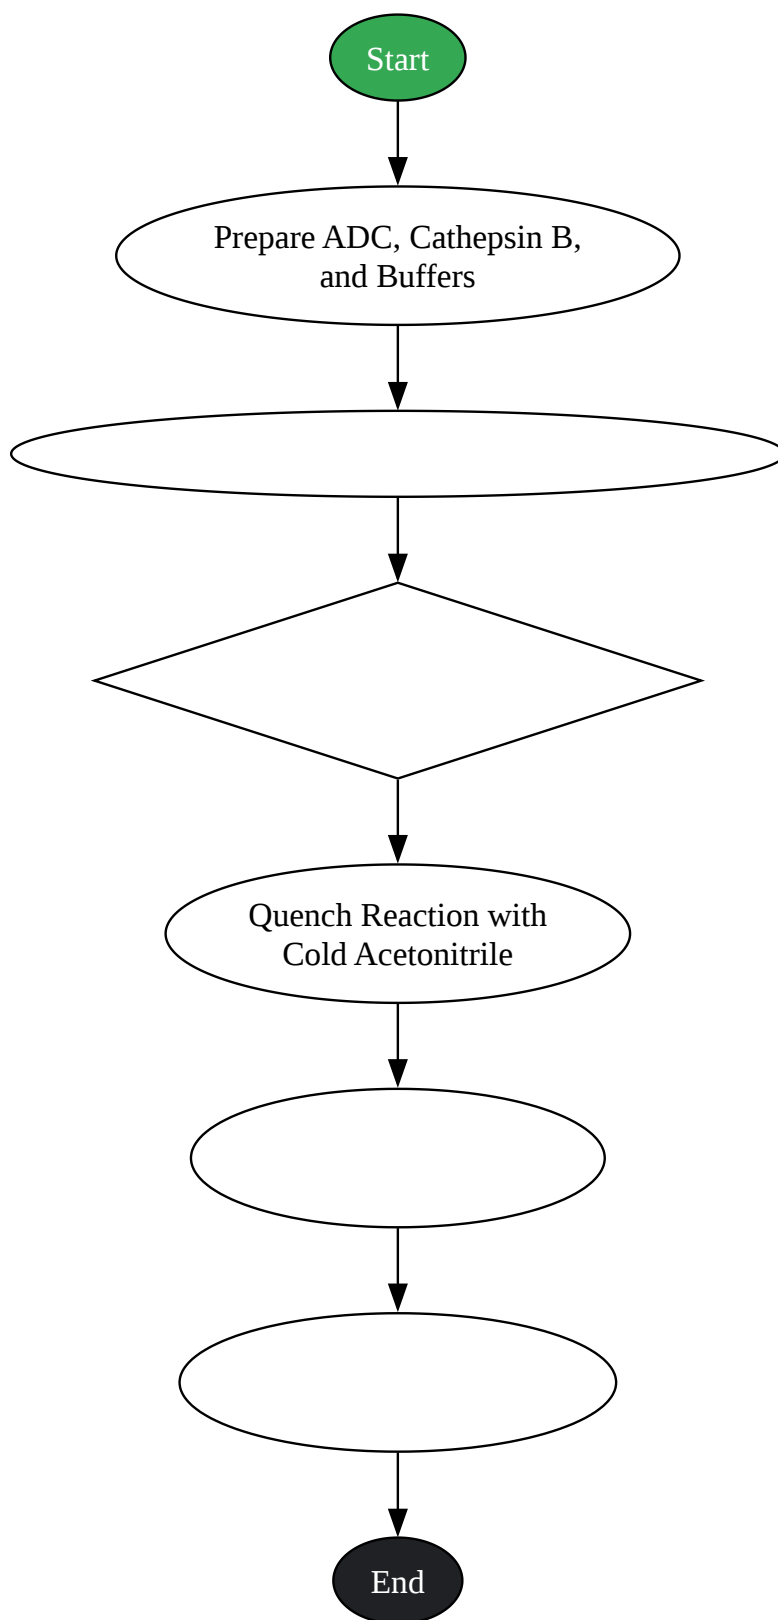 Start
Prepare ADC, Cathepsin B,
and Buffers
Quench Reaction with
Cold Acetonitrile
End